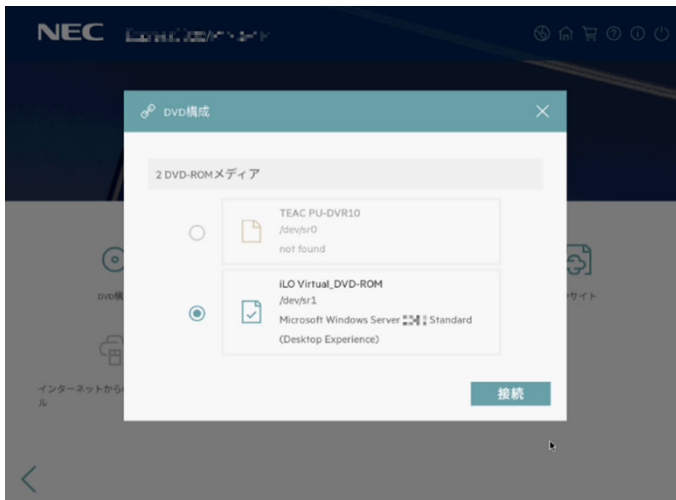 NEC
DVD構成
2 DVD-ROMメディア
TEAC PU-DVR10
/dev/sr0
not found
iLO Virtual_DVD-ROM
/dev/sr1
Microsoft Windows Server Standard
(Desktop Experience)
DVD構
サイト
インターネットから
ル
接続